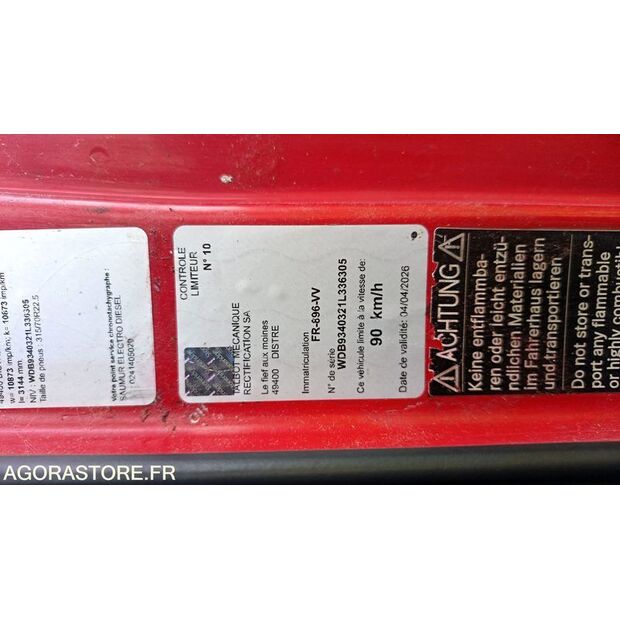 w= 10873 imp/km; k= 10873 imp/km
l= 3144 mm
NIV: WDB9340321L336305
Taille de pneus 315/70R22.5
votre point service chronotachygraphe :
SAUMUR ELECTRO DIESEL
0241405020
CONTROLE
LIMITEUR
N° 10
TALBUT MECANIQUE
RECTIFICATION SA
Le fief aux moines
49400 DISTRE
Immatriculation
FR-896-VV
N° de série
WDB9340321L336305
Ce véhicule limité à la vitesse de:
90 km/h
Date de validité: 04/04/2026
ACHTUNG
Keine entflammba-
ren oder leicht entzü-
ndlichen Materialien
im Fahrerhaus lagern
und transportieren
Do not store or trans-
port any flammable
or highly
AGORASTORE.FR